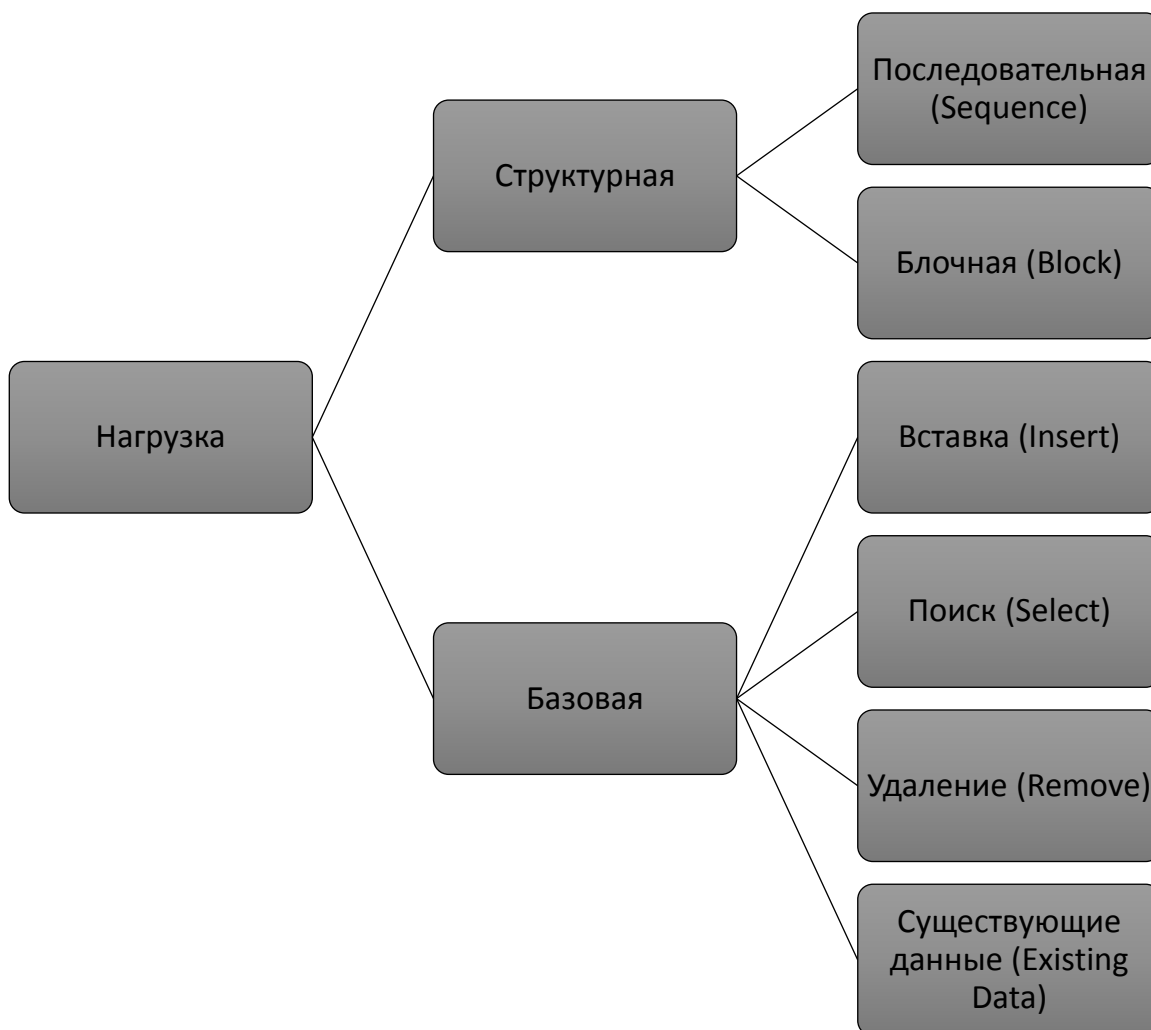 Последовательная
(Sequence)
Структурная
Блочная (Block)
Нагрузка
Вставка (Insert)
Поиск (Select)
Базовая
Удаление (Remove)
Существующие
данные (Existing
Data)